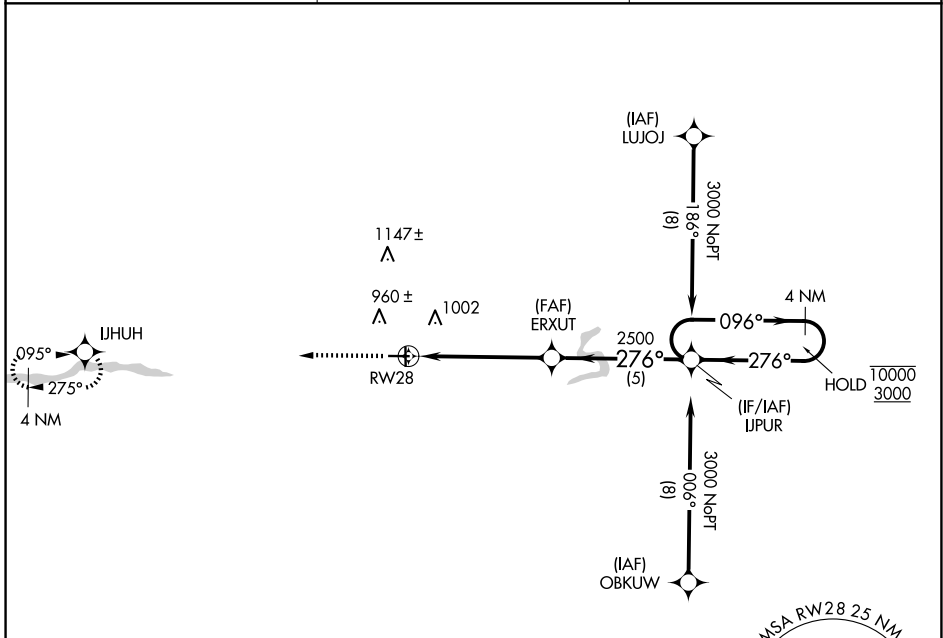 (IAF)
LUJOJ
3000 NoPT
186°
(8)
1147±
960 ±
1002
(FAF)
ERXUT
4 NM
096°
IJHUH
095°
275°
4 NM
RW28
2500
276°
(5)
276°
HOLD
10000
3000
(IF/IAF)
IJPUR
3000 NoPT
006°
(8)
(IAF)
OBKUW
MSA RW28 25 NM